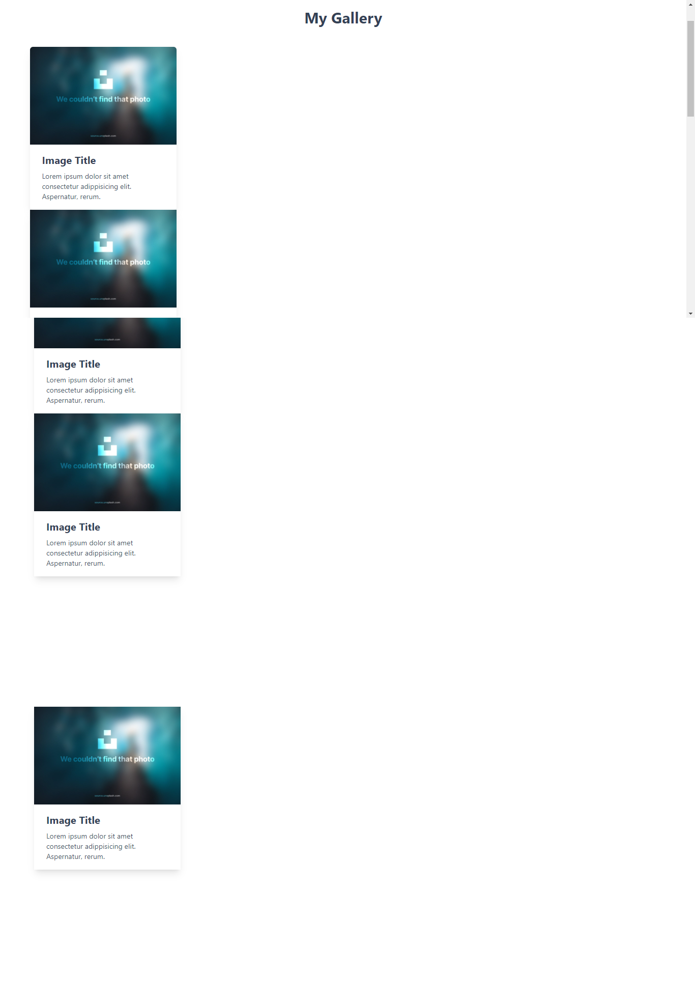 My Gallery
We couldn't find that photo
source.unsplash.com
Image Title
Lorem ipsum dolor sit amet
consectetur adippisicing elit.
Aspernatur, rerum.
We couldn't find that photo
source.unsplash.com
source.unsplash.com
Image Title
Lorem ipsum dolor sit amet
consectetur adippisicing elit.
Aspernatur, rerum.
We couldn't find that photo
source.unsplash.com
Image Title
Lorem ipsum dolor sit amet
consectetur adippisicing elit.
Aspernatur, rerum.
We couldn't find that photo
source.unsplash.com
Image Title
Lorem ipsum dolor sit amet
consectetur adippisicing elit.
Aspernatur, rerum.